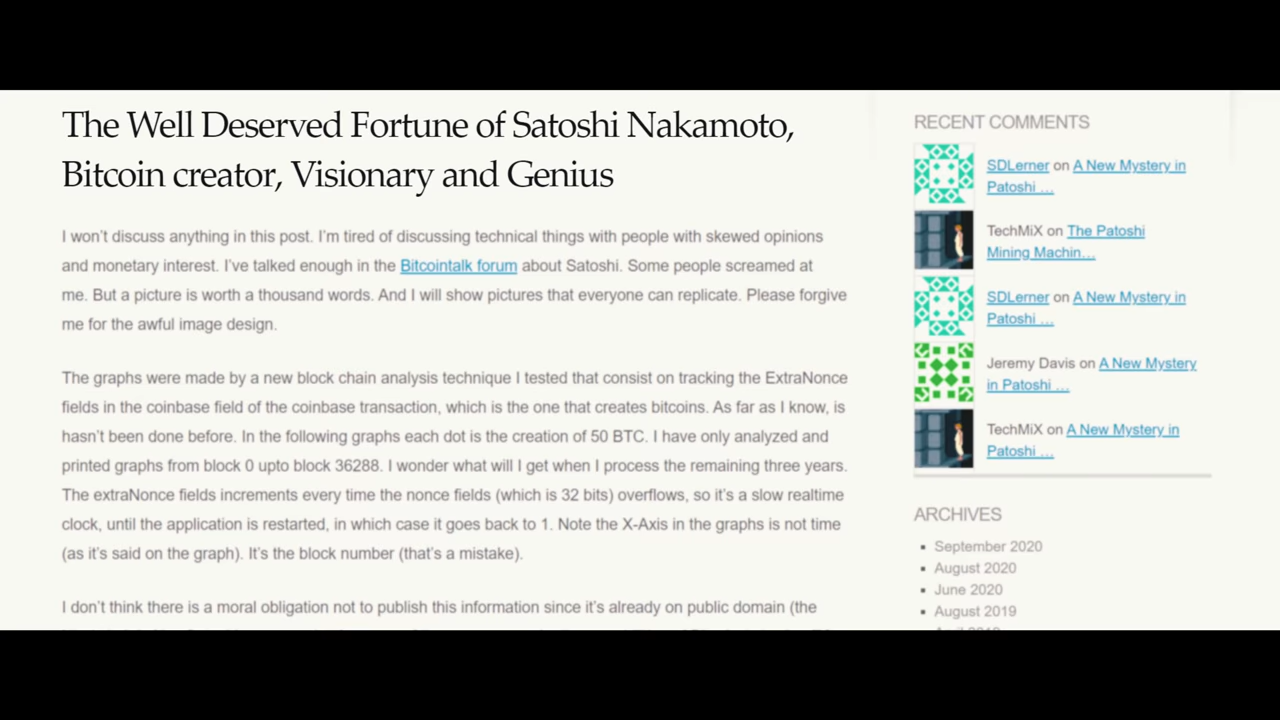 The Well Deserved Fortune of Satoshi Nakamoto,
Bitcoin creator, Visionary and Genius
I won't discuss anything in this post. I'm tired of discussing technical things with people with skewed opinions
and monetary interest. I've talked enough in the Bitcointalk forum about Satoshi. Some people screamed at
me. But a picture is worth a thousand words. And I will show pictures that everyone can replicate. Please forgive
me for the awful image design.
The graphs were made by a new block chain analysis technique I tested that consist on tracking the ExtraNonce
fields in the coinbase field of the coinbase transaction, which is the one that creates bitcoins. As far as I know, is
hasn't been done before. In the following graphs each dot is the creation of 50 BTC. I have only analyzed and
printed graphs from block 0 upto block 36288. I wonder what will I get when I process the remaining three years.
The extraNonce fields increments every time the nonce fields (which is 32 bits) overflows, so it's a slow realtime
clock, until the application is restarted, in which case it goes back to 1. Note the X-Axis in the graphs is not time
(as it's said on the graph). It's the block number (that's a mistake).
I don't think there is a moral obligation not to publish this information since it's already on public domain (the
RECENT COMMENTS
SDLerner on A New Mystery in
Patoshi ...
TechMiX on The Patoshi
Mining Machin...
SDLerner on A New Mystery in
Patoshi ...
Jeremy Davis on A New Mystery
in Patoshi ...
TechMiX on A New Mystery in
Patoshi ...
ARCHIVES
September 2020
August 2020
June 2020
August 2019